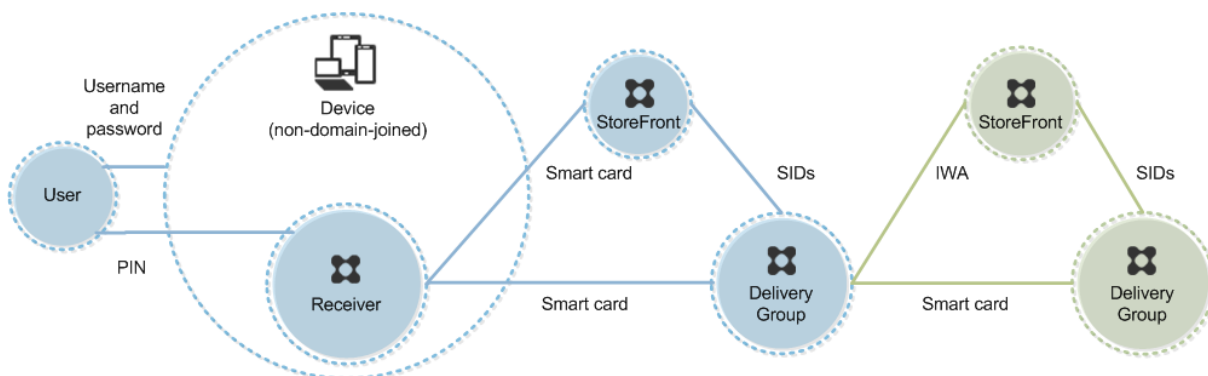 Username
and
password
User
PIN
Device
(non-domain-joined)
Receiver
StoreFront
Smart card
SIDs
Smart card
Delivery
Group
StoreFront
IWA
SIDs
Smart card
Delivery
Group